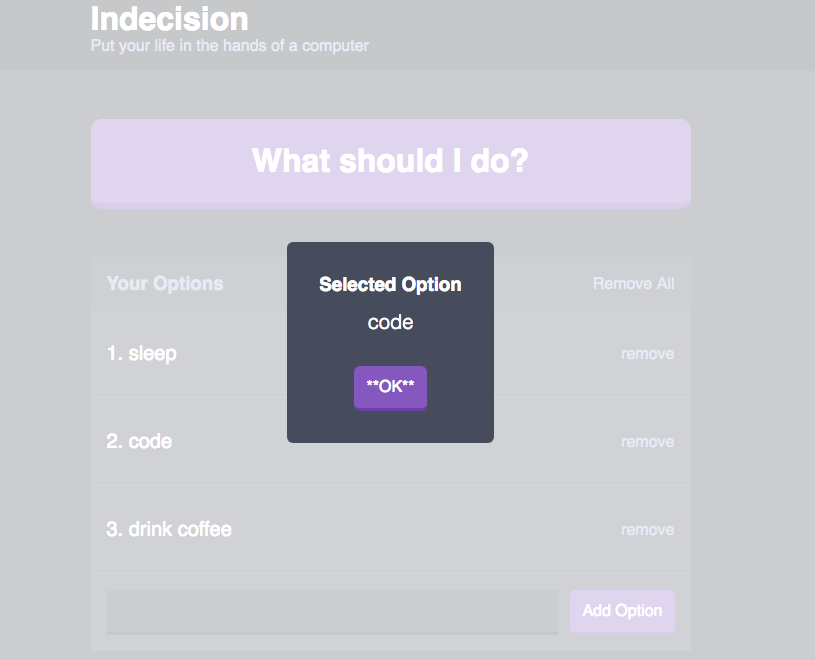 Indecision
Put your life in the hands of a computer
What should I do?
Your Options
Remove All
Selected Option
code
**OK**
1. sleep
remove
2. code
remove
3. drink coffee
remove
Add Option